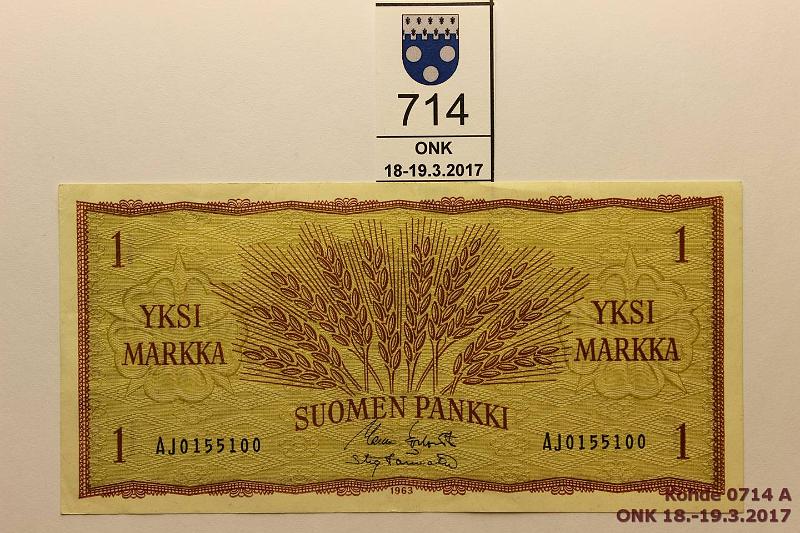 714
ONK
18-19.3.2017
1
1
YKSI
MARKKA
YKSI
MARKKA
SUOMEN PANKKI
1
AJ0155100
AJ0155100
1
1963
Kohde 0714 A
ONK 18.-19.3.2017